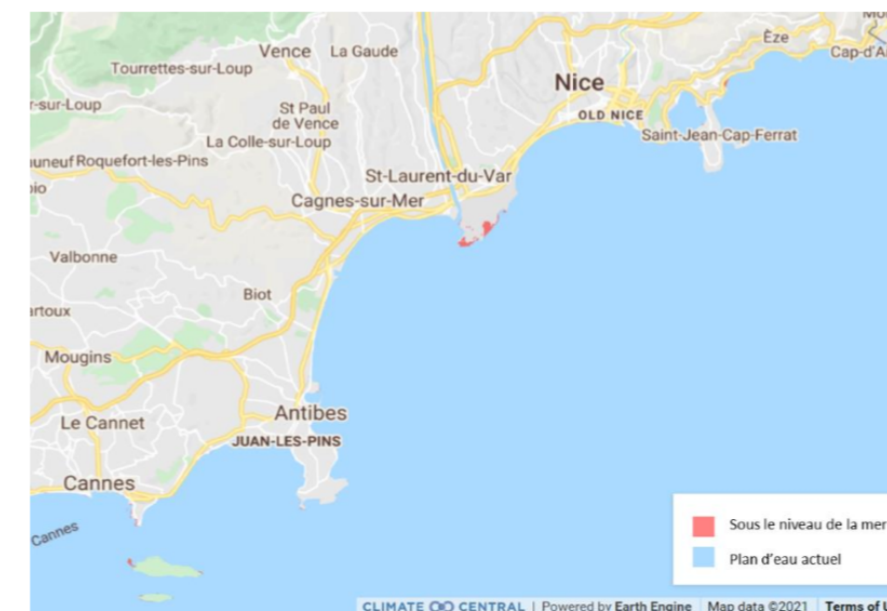 Vence
La Gaude
Tourrettes-sur-Loup
Nice
Èze
Cap-d'A
r-sur-Loup
St Paul
de Vence
OLD NICE
La Colle-sur-Loup
Saint-Jean-Cap-Ferrat
uneuf Roquefort-les-Pins
St-Laurent-du-Var
Cagnes-sur-Mer
Valbonne
Biot
artoux
Mougins
Antibes
Le Cannet
JUAN-LES-PINS
Cannes
Cannes
Sous le niveau de la mer
Plan d'eau actuel
CLIMATE CENTRAL | Powered by Earth Engine Map data ©2021 Terms of U